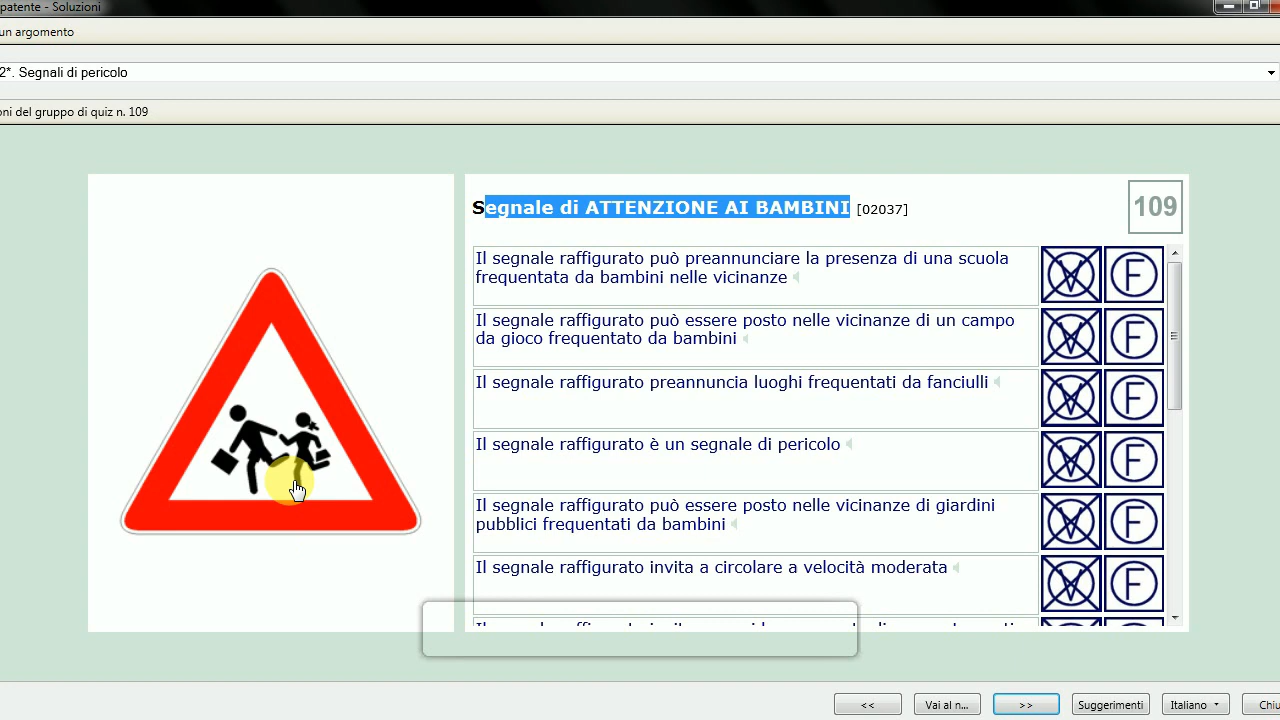 patente - Soluzioni
un argomento
2*. Segnali di pericolo
oni del gruppo di quiz n. 109
Segnale di ATTENZIONE AI BAMBINI [02037]
109
Il segnale raffigurato può preannunciare la presenza di una scuola
frequentata da bambini nelle vicinanze
V F
Il segnale raffigurato può essere posto nelle vicinanze di un campo
da gioco frequentato da bambini
V F
Il segnale raffigurato preannuncia luoghi frequentati da fanciulli
V F
Il segnale raffigurato è un segnale di pericolo
V F
Il segnale raffigurato può essere posto nelle vicinanze di giardini
pubblici frequentati da bambini
V F
Il segnale raffigurato invita a circolare a velocità moderata
V F
Il segnale raffigurato
<< Vai al n... >> Suggerimenti Italiano Chiu